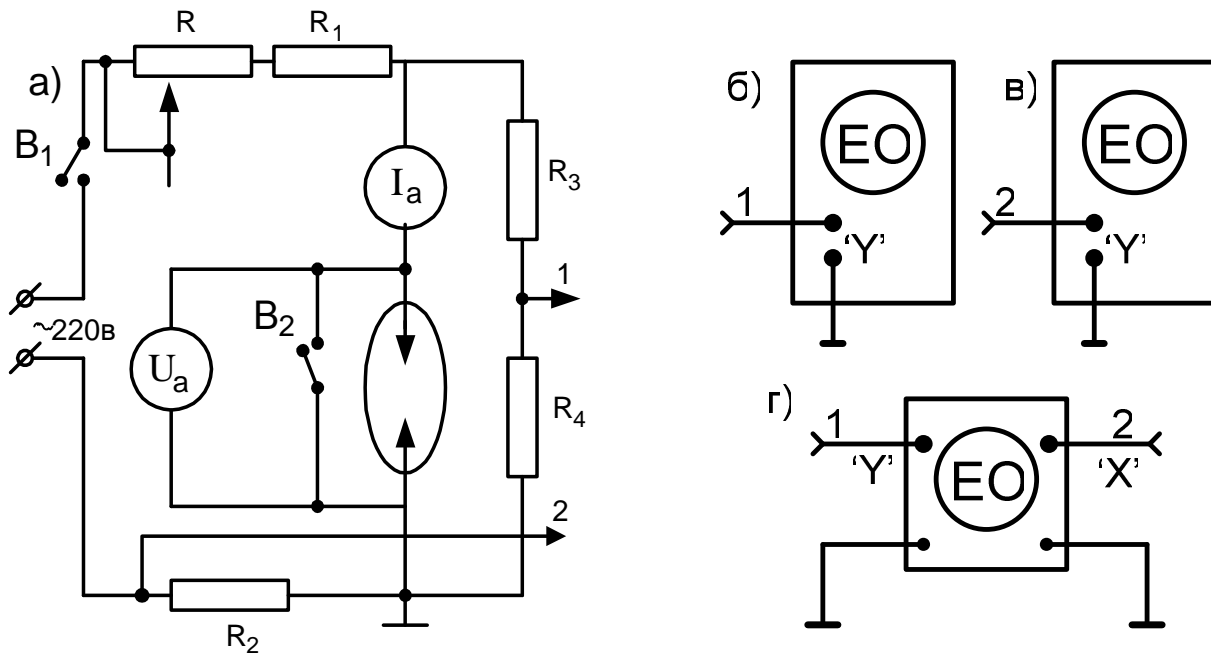 а)
R
R1
B1
Ia
R3
1
~220в
B2
Ua
R4
2
R2
б)
EO
1
'Y'
в)
EO
2
'Y'
г)
1
'Y'
EO
2
'X'